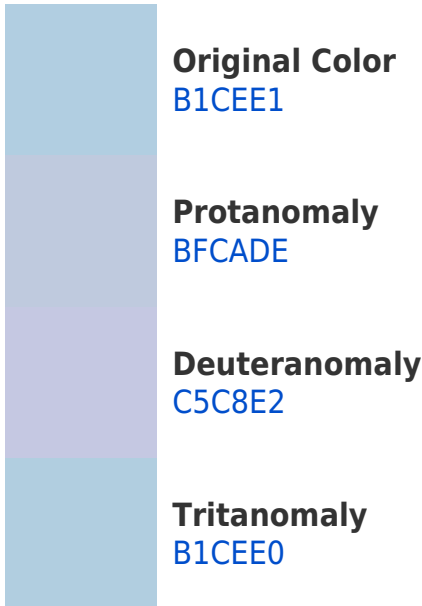 Original Color
B1CEE1
Protanomaly
BFCADE
Deuteranomaly
C5C8E2
Tritanomaly
B1CEE0